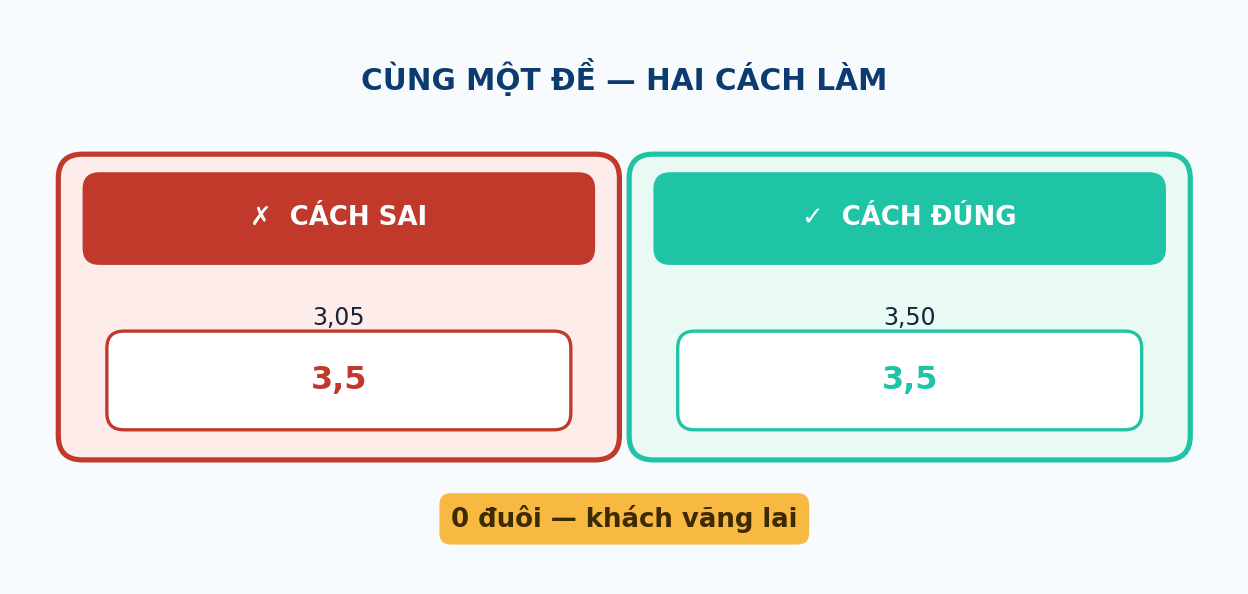 CÙNG MỘT ĐỀ — HAI CÁCH LÀM
✗ CÁCH SAI
3,05
3,5
✓ CÁCH ĐÚNG
3,50
3,5
0 đuôi — khách vãng lai